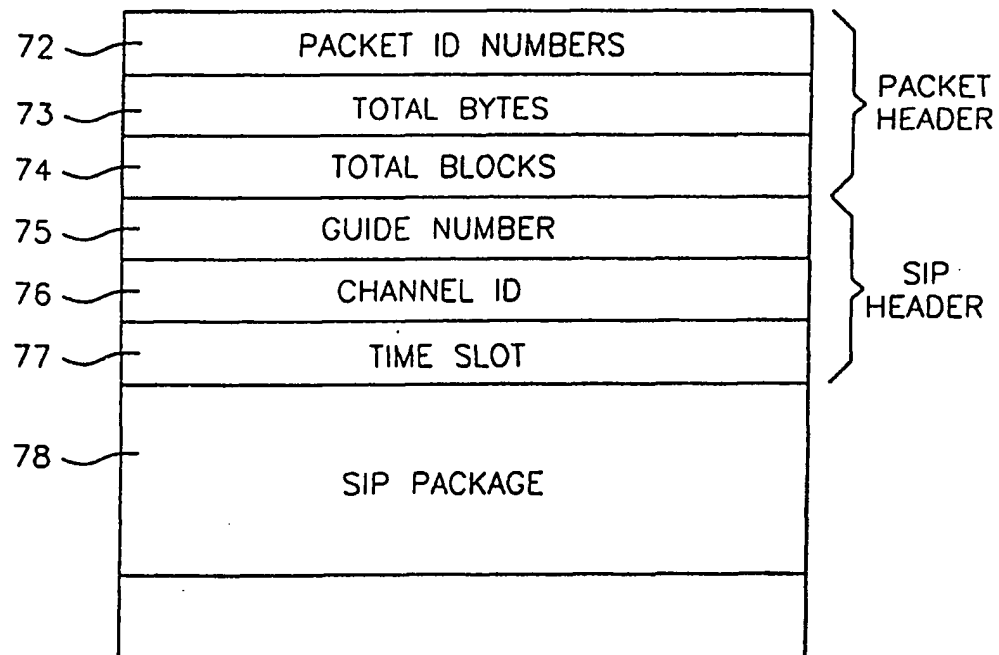 72 PACKET ID NUMBERS
73 TOTAL BYTES
74 TOTAL BLOCKS
PACKET
HEADER
75 GUIDE NUMBER
76 CHANNEL ID
77 TIME SLOT
SIP
HEADER
78 SIP PACKAGE